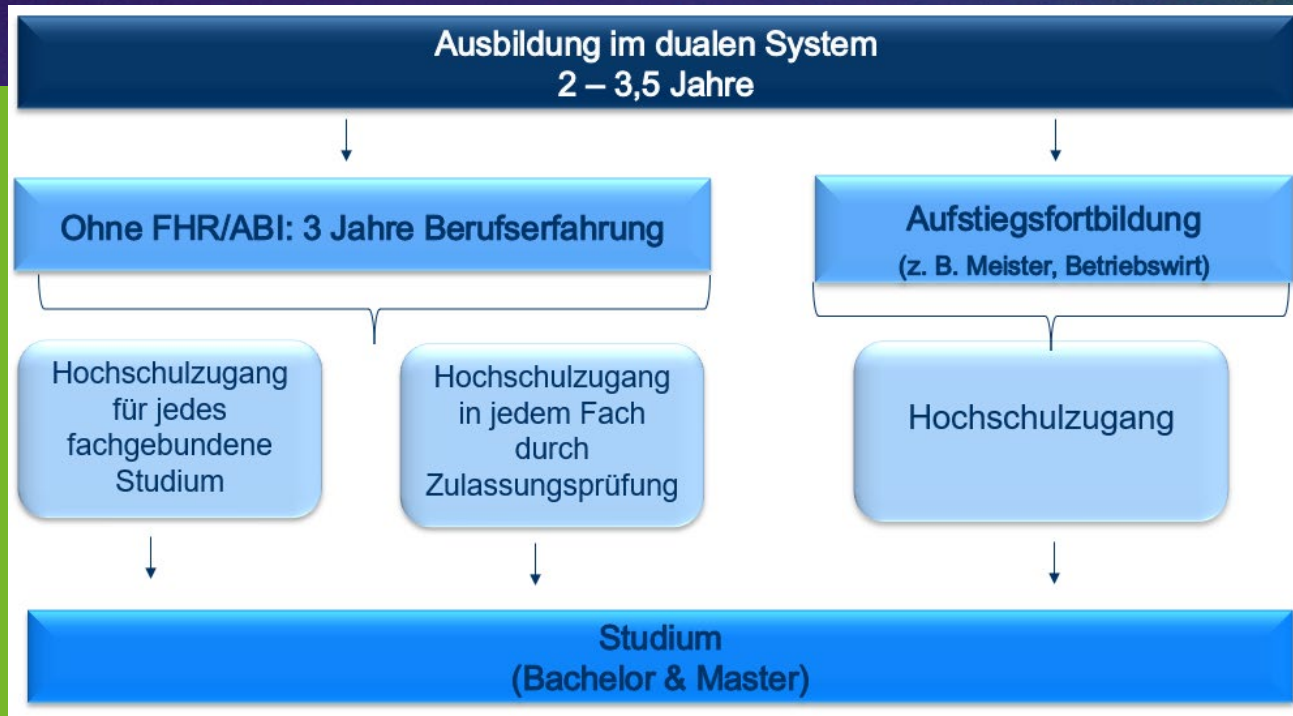 Ausbildung im dualen System
2 – 3,5 Jahre
Ohne FHR/ABI: 3 Jahre Berufserfahrung
Aufstiegsfortbildung
(z. B. Meister, Betriebswirt)
Hochschulzugang
für jedes
fachgebundene
Studium
Hochschulzugang
in jedem Fach
durch
Zulassungsprüfung
Hochschulzugang
Studium
(Bachelor & Master)